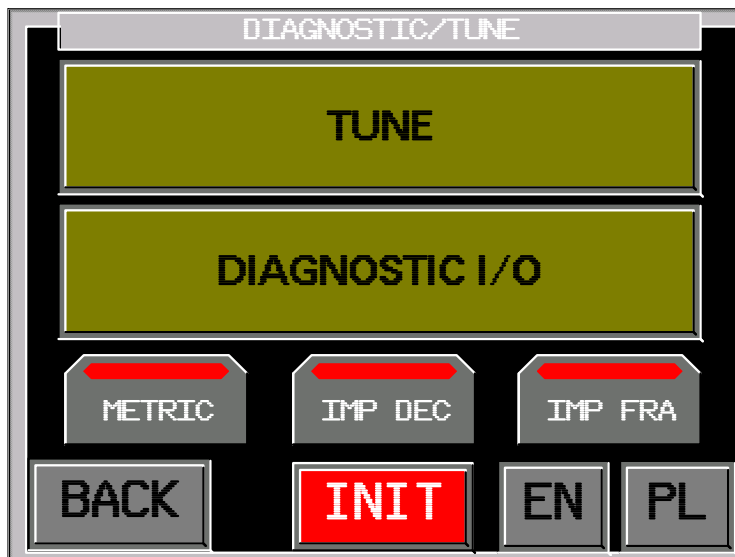 DIAGNOSTIC/TUNE
TUNE
DIAGNOSTIC I/O
METRIC IMP DEC IMP FRA
BACK INIT EN PL